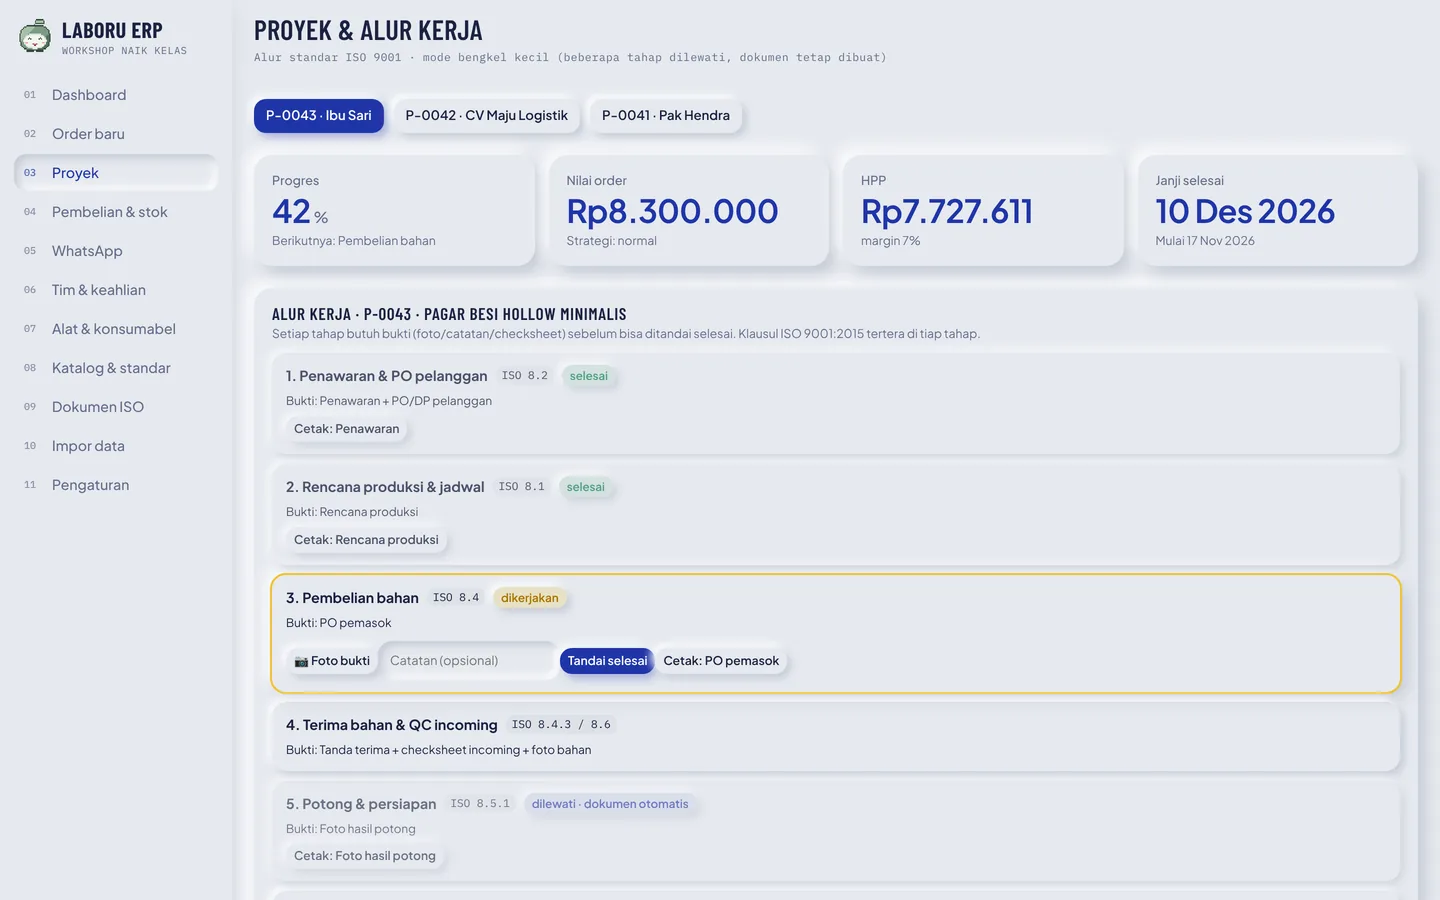 LABORU ERP
WORKSHOP NAIK KELAS
01 Dashboard
02 Order baru
03 Proyek
04 Pembelian & stok
05 WhatsApp
06 Tim & keahlian
07 Alat & konsumabel
08 Katalog & standar
09 Dokumen ISO
10 Impor data
11 Pengaturan
PROYEK & ALUR KERJA
Alur standar ISO 9001 · mode bengkel kecil (beberapa tahap dilewati, dokumen tetap dibuat)
P-0043 · Ibu Sari
P-0042 · CV Maju Logistik
P-0041 · Pak Hendra
Progres
42 %
Berikutnya: Pembelian bahan
Nilai order
Rp8.300.000
Strategi: normal
HPP
Rp7.727.611
margin 7%
Janji selesai
10 Des 2026
Mulai 17 Nov 2026
ALUR KERJA · P-0043 · PAGAR BESI HOLLOW MINIMALIS
Setiap tahap butuh bukti (foto/catatan/checksheet) sebelum bisa ditandai selesai. Klausul ISO 9001:2015 tertera di tiap tahap.
1. Penawaran & PO pelanggan ISO 8.2 selesai
Bukti: Penawaran + PO/DP pelanggan
Cetak: Penawaran
2. Rencana produksi & jadwal ISO 8.1 selesai
Bukti: Rencana produksi
Cetak: Rencana produksi
3. Pembelian bahan ISO 8.4 dikerjakan
Bukti: PO pemasok
📷 Foto bukti Catatan (opsional) Tandai selesai Cetak: PO pemasok
4. Terima bahan & QC incoming ISO 8.4.3 / 8.6
Bukti: Tanda terima + checksheet incoming + foto bahan
5. Potong & persiapan ISO 8.5.1 dilewati · dokumen otomatis
Bukti: Foto hasil potong
Cetak: Foto hasil potong